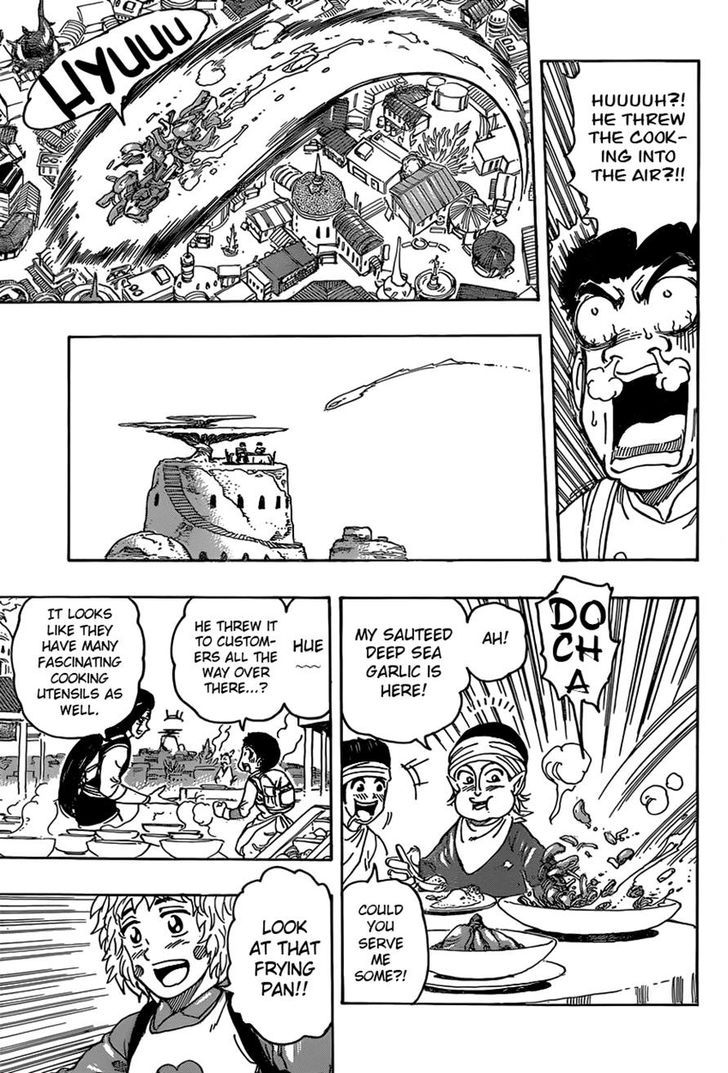 HUUUUH?!
HE THREW
THE COOK-
ING INTO
THE AIR?!!
HYUUU
DO
CH
A
AH!
MY SAUTEED
DEEP SEA
GARLIC IS
HERE!
COULD
YOU
SERVE
ME
SOME?!
HUE
HE THREW IT
TO CUSTOM-
ERS ALL THE
WAY OVER
THERE...?
IT LOOKS
LIKE THEY
HAVE MANY
FASCINATING
COOKING
UTENSILS AS
WELL.
LOOK
AT THAT
FRYING
PAN!!